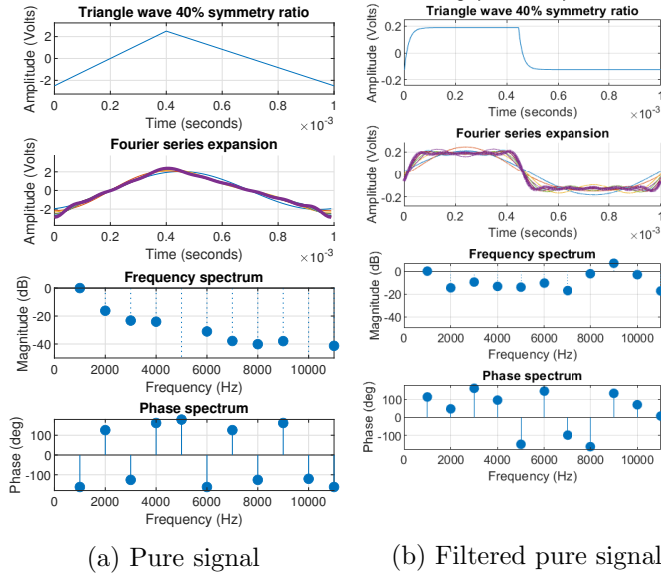 Triangle wave 40% symmetry ratio
Amplitude (Volts)
2
0
-2
0 0.2 0.4 0.6 0.8 1
Time (seconds) ×10⁻³
Fourier series expansion
Amplitude (Volts)
2
0
-2
0 0.2 0.4 0.6 0.8 1
Time (seconds) ×10⁻³
Frequency spectrum
Magnitude (dB)
0
-20
-40
0 2000 4000 6000 8000 10000
Frequency (Hz)
Phase spectrum
Phase (deg)
100
0
-100
0 2000 4000 6000 8000 10000
Frequency (Hz)
(a) Pure signal
Triangle wave 40% symmetry ratio
Amplitude (Volts)
0.2
0
-0.2
0 0.2 0.4 0.6 0.8 1
Time (seconds) ×10⁻³
Fourier series expansion
Amplitude (Volts)
0.2
0
-0.2
0 0.2 0.4 0.6 0.8 1
Time (seconds) ×10⁻³
Frequency spectrum
Magnitude (dB)
0
-20
-40
0 2000 4000 6000 8000 10000
Frequency (Hz)
Phase spectrum
Phase (deg)
100
0
-100
0 2000 4000 6000 8000 10000
Frequency (Hz)
(b) Filtered pure signal